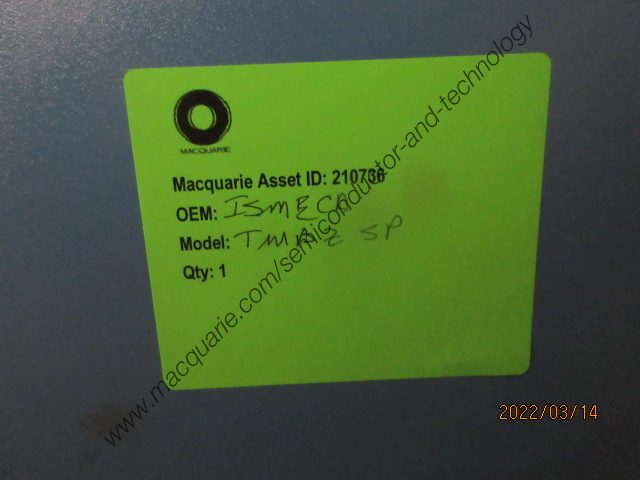 MACQUARIE
Macquarie Asset ID: 210736
OEM: ISMECA
Model: TMBZ SP
Qty: 1
www.macquarie.com/semiconductor-and-technology
2022/03/14